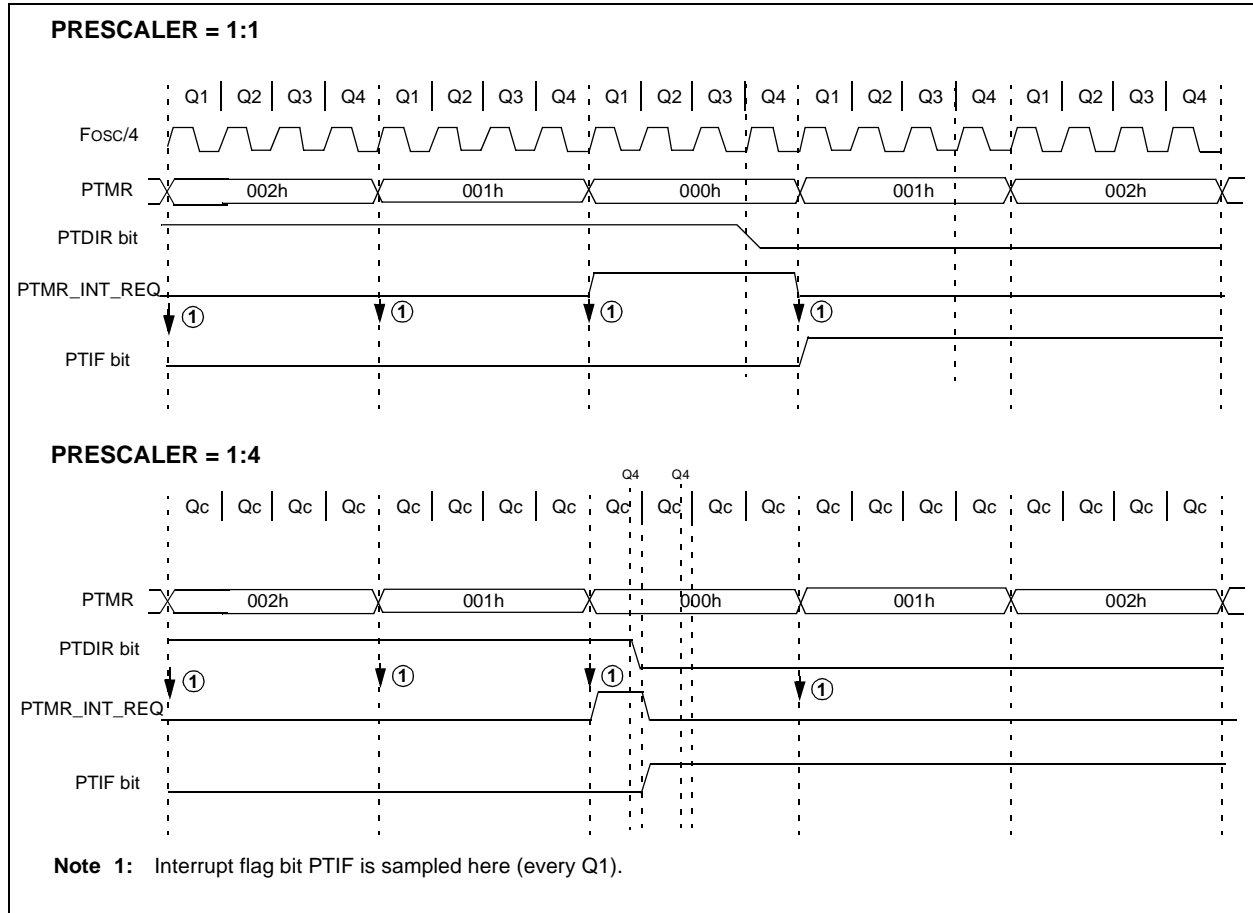 PRESCALER = 1:1
Q1 Q2 Q3 Q4 Q1 Q2 Q3 Q4 Q1 Q2 Q3 Q4 Q1 Q2 Q3 Q4 Q1 Q2 Q3 Q4
FOSC/4
PTMR 002h 001h 000h 001h 002h
PTDIR bit
PTMR_INT_REQ
1 1 1 1
PTIF bit
PRESCALER = 1:4
Q4 Q4
Qc Qc Qc Qc Qc Qc Qc Qc Qc Qc Qc Qc Qc Qc Qc Qc Qc Qc Qc Qc
PTMR 002h 001h 000h 001h 002h
PTDIR bit
1 1 1 1
PTMR_INT_REQ
PTIF bit
Note 1: Interrupt flag bit PTIF is sampled here (every Q1).